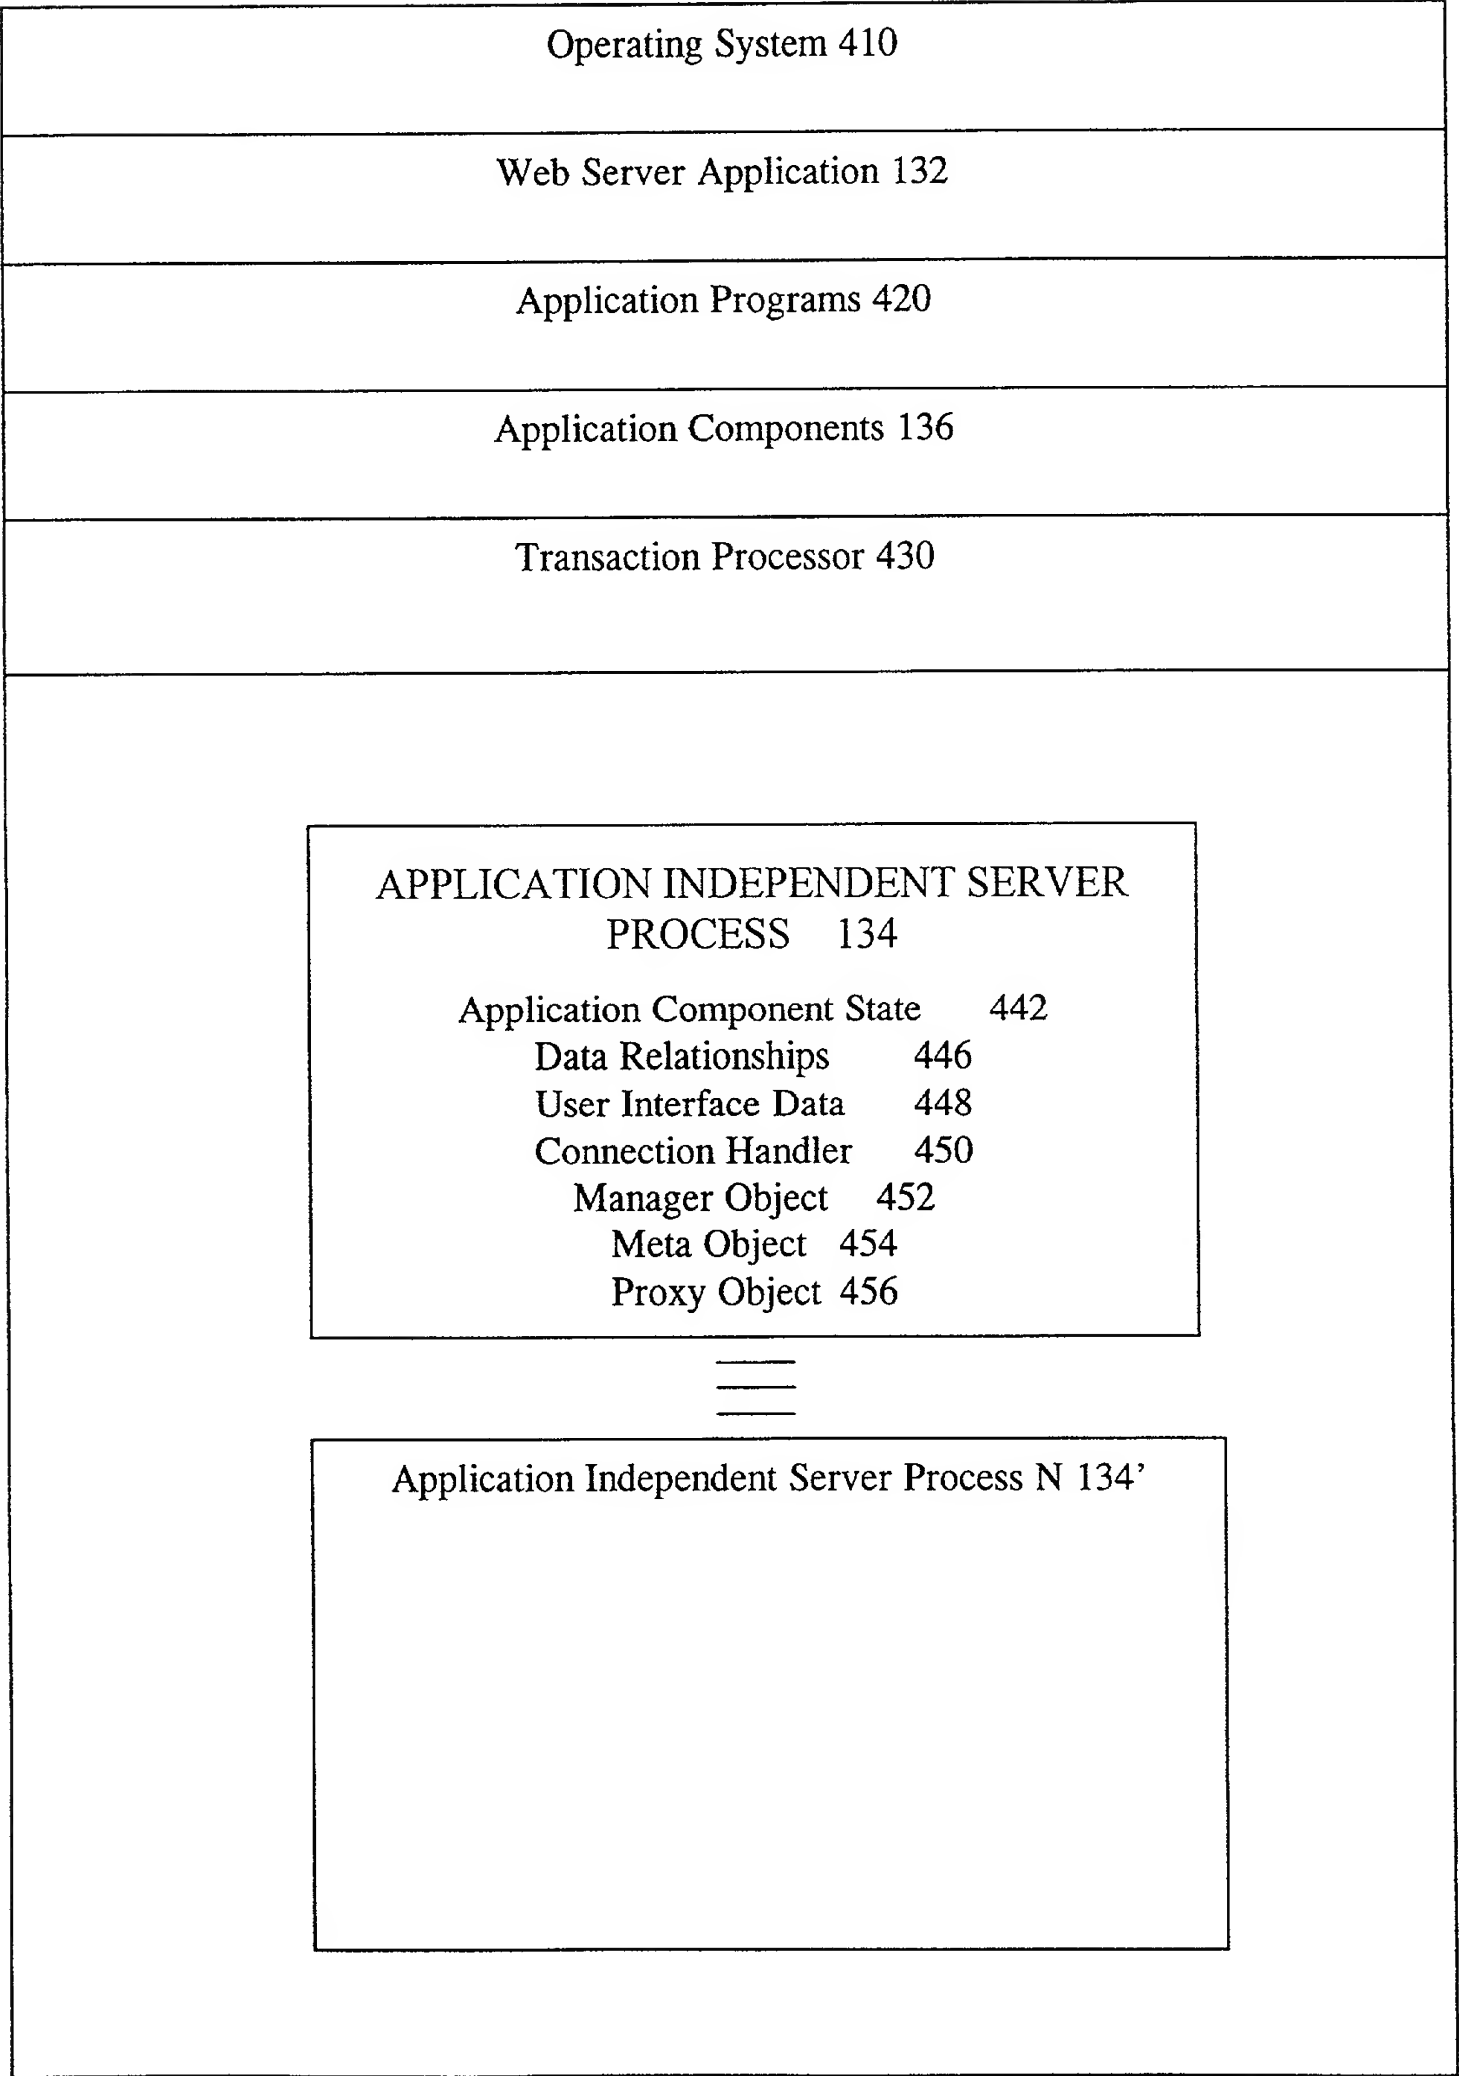 Operating System 410
Web Server Application 132
Application Programs 420
Application Components 136
Transaction Processor 430
APPLICATION INDEPENDENT SERVER
PROCESS 134
Application Component State 442
Data Relationships 446
User Interface Data 448
Connection Handler 450
Manager Object 452
Meta Object 454
Proxy Object 456
Application Independent Server Process N 134’